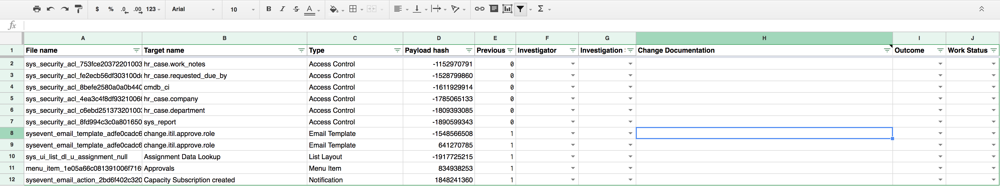 $ % .0 .00 123 Arial 10 B I S A Σ
fx
A B C D E F G H I J
1 File name Target name Type Payload hash Previous Investigator Investigation Change Documentation Outcome Work Status
2 sys_security_acl_753fce20372201003 hr_case.work_notes Access Control -1152970791 0
3 sys_security_acl_fe2ecb56df303100d hr_case.requested_due_by Access Control -1528799860 0
4 sys_security_acl_8befe2580a0a0b440 cmdb_ci Access Control -1611929914 0
5 sys_security_acl_4ea3c4f8df9321006 hr_case.company Access Control -1785065133 0
6 sys_security_acl_c6ebd251373201003 hr_case.department Access Control -1809393085 0
7 sys_security_acl_8fd994c3c0a801650 sys_report Access Control -1890599343 0
8 sysevent_email_template_adfe0cadc6 change.itil.approve.role Email Template -1548566508 1
9 sysevent_email_template_adfe0cadc6 change.itil.approve.role Email Template 641270785 1
10 sys_ui_list_dl_u_assignment_null Assignment Data Lookup List Layout -1917725215 1
11 menu_item_1e05a66c081391006f716 Approvals Menu Item 834938253 1
12 sysevent_email_action_2bd6f402c320 Capacity Subscription created Notification 1848241360 1